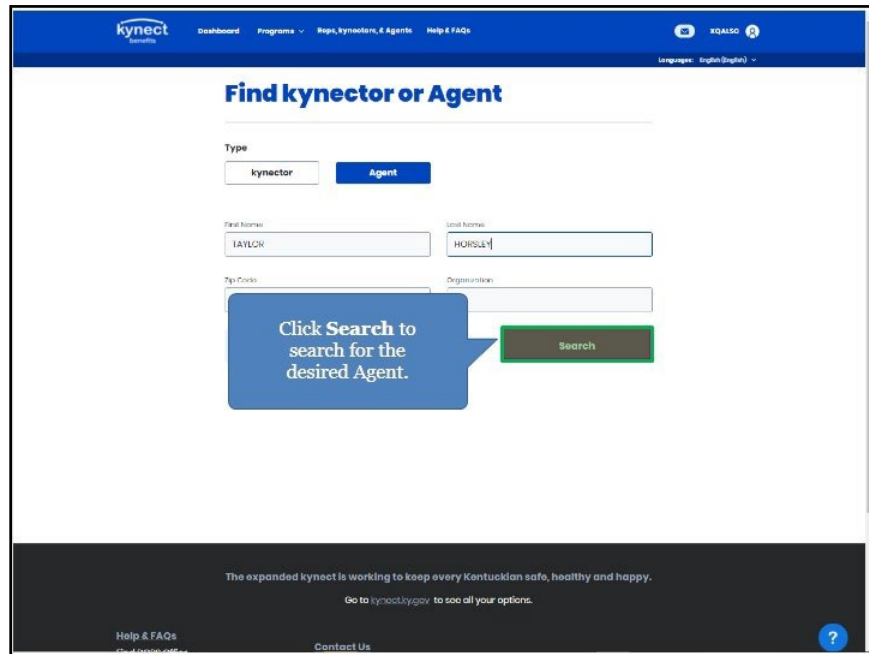 kynect
benefits
Dashboard Programs Reps, kynectors, & Agents Help & FAQs XQALSO
Languages: English (English)
Find kynector or Agent
Type
kynector Agent
First Name Last Name
TAYLOR HORSLEY
Zip Code Organization
Click Search to
search for the
desired Agent.
Search
The expanded kynect is working to keep every Kentuckian safe, healthy and happy.
Go to kynect.ky.gov to see all your options.
Help & FAQs
Contact Us
?